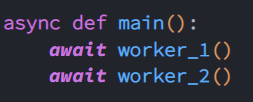 async def main():
    await worker_1()
    await worker_2()